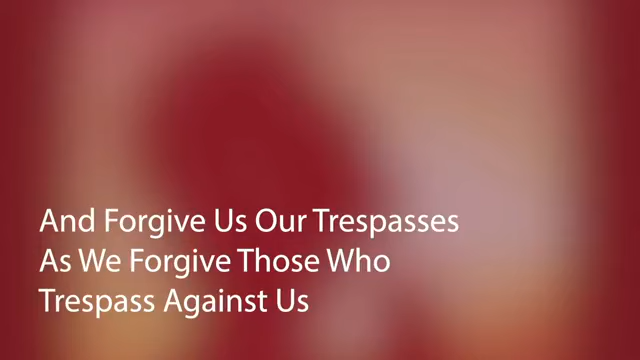 And Forgive Us Our Trespasses
As We Forgive Those Who
Trespass Against Us